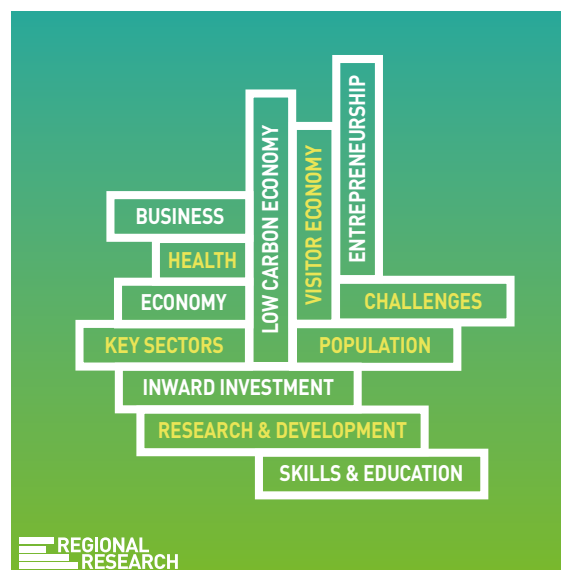 ENTREPRENEURSHIP
LOW CARBON ECONOMY
VISITOR ECONOMY
BUSINESS
HEALTH
ECONOMY
CHALLENGES
KEY SECTORS
POPULATION
INWARD INVESTMENT
RESEARCH & DEVELOPMENT
SKILLS & EDUCATION
REGIONAL
RESEARCH